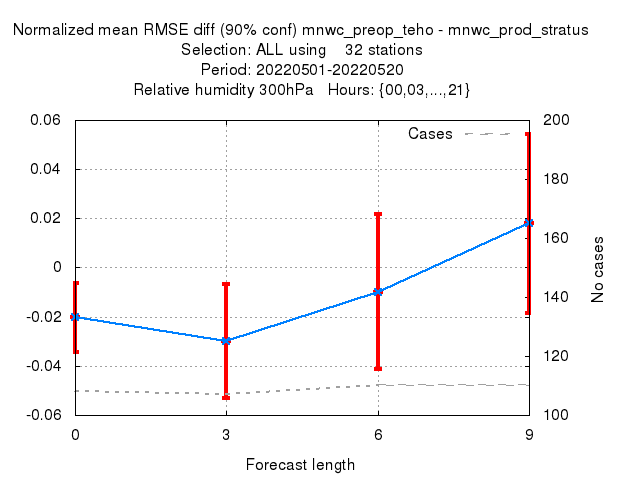 Normalized mean RMSE diff (90% conf) mnwc_preop_teho - mnwc_prod_stratus
Selection: ALL using    32 stations
Period: 20220501-20220520
Relative humidity 300hPa   Hours: {00,03,...,21}
Cases
0.06
0.04
0.02
0
-0.02
-0.04
-0.06
200
180
160
140
120
100
No cases
0
3
6
9
Forecast length